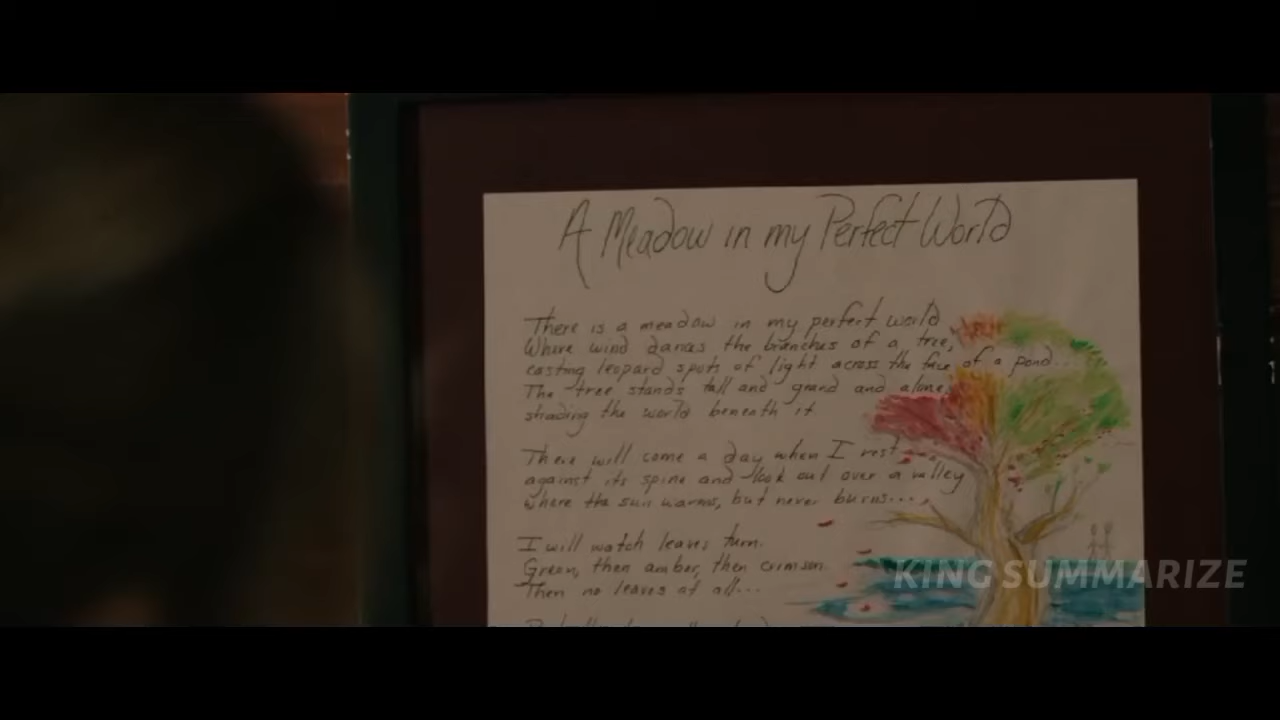 A Meadow in my Perfect World
There is a meadow in my perfect world
Where wind dances the branches of a tree,
casting leopard spots of light across the face of a pond...
The tree stands tall and grand and alone,
shading the world beneath it
There will come a day when I rest
against its spine and look out over a valley
where the sun warms, but never burns...
I will watch leaves turn.
Green, then amber, then crimson.
Then no leaves at all...
KING SUMMARIZE